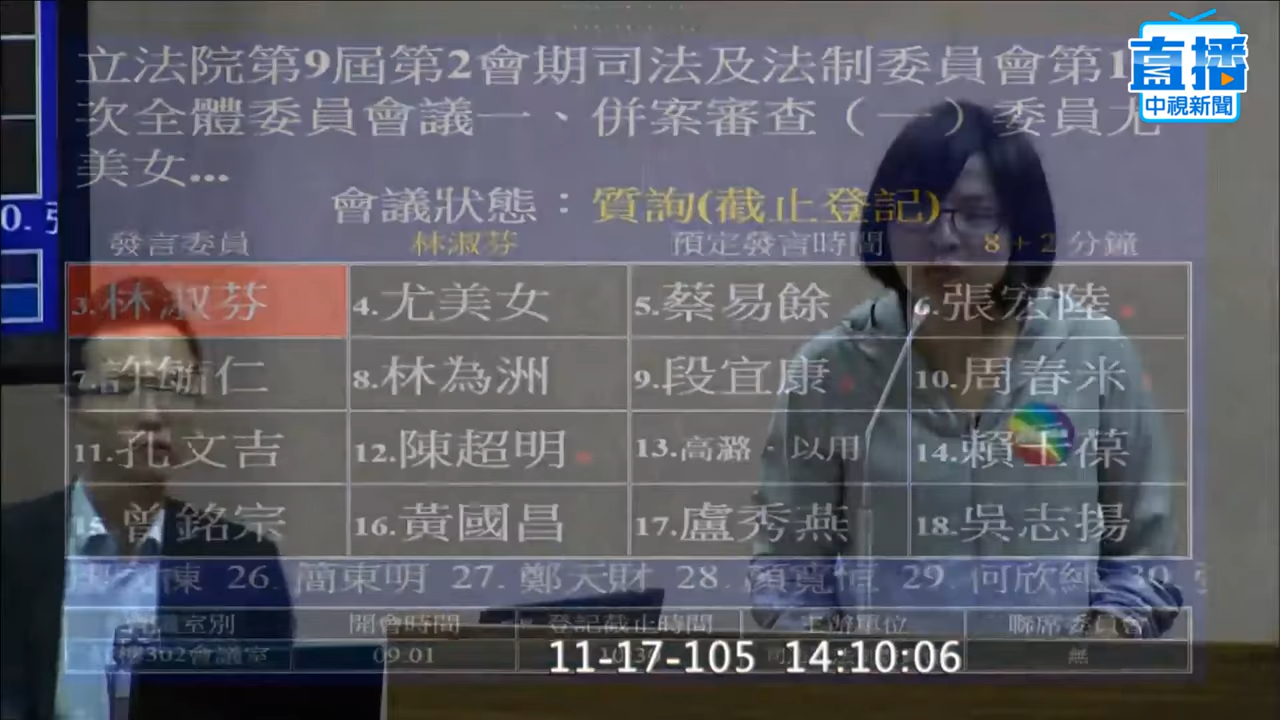 直播
中視新聞
立法院第9屆第2會期司法及法制委員會第1
次全體委員會議一、併案審查（一）委員尤
美女...
會議狀態：質詢(截止登記)
發言委員 林淑芬 預定發言時間 8 + 2 分鐘
3.林淑芬 4.尤美女 5.蔡易餘 6.張宏陸
7.許毓仁 8.林為洲 9.段宜康 10.周春米
11.孔文吉 12.陳超明 13.高潞．以用 14.賴士葆
15.曾銘宗 16.黃國昌 17.盧秀燕 18.吳志揚
26. 簡東明 27. 鄭天財 28. 顏寬恒 29. 何欣純 30.
室別 開會時間 登記截止時間 主辦單位 聯席委員會
302會議室 09:01 無
11-17-105 14:10:06